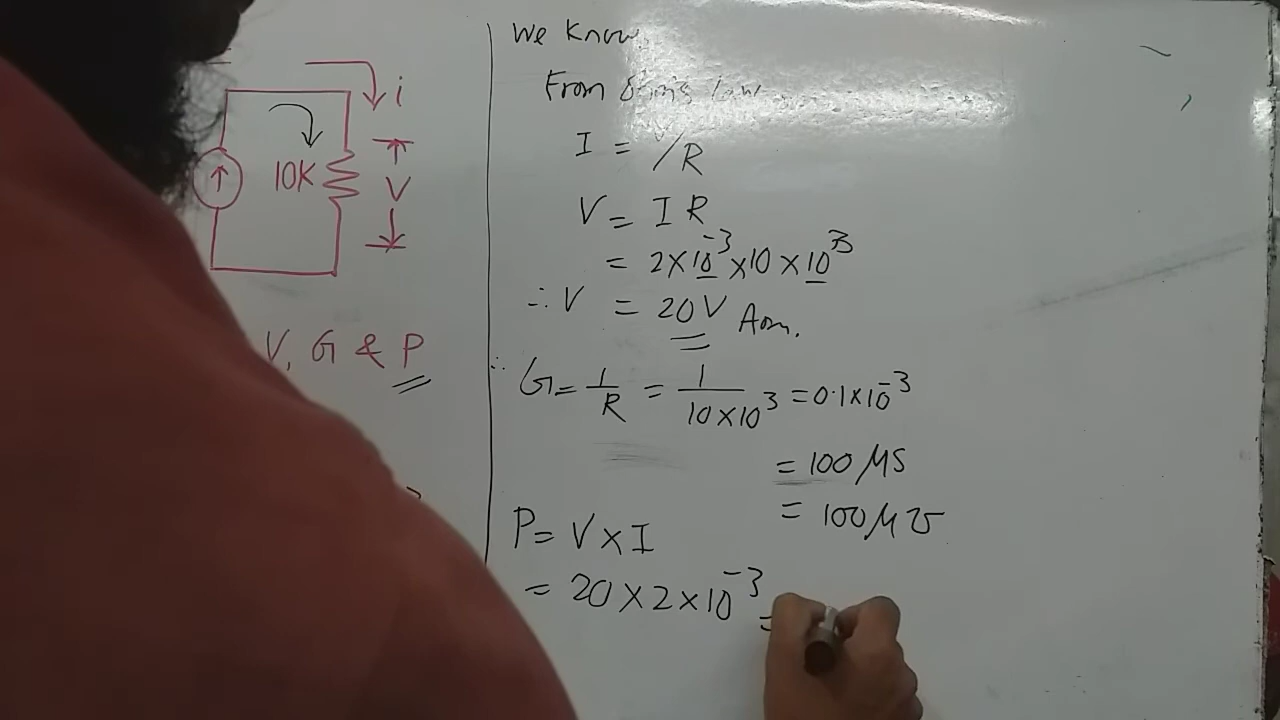 i
10K
V
V, G & P
We know,
From Ohm's law
I = V/R
V = I R
= 2×10⁻³×10×10³
∴ V = 20V Ans.
∴ G = 1/R = 1/10×10³ = 0.1×10⁻³
= 100 μS
= 100 μ℧
P = V×I
= 20×2×10⁻³ =